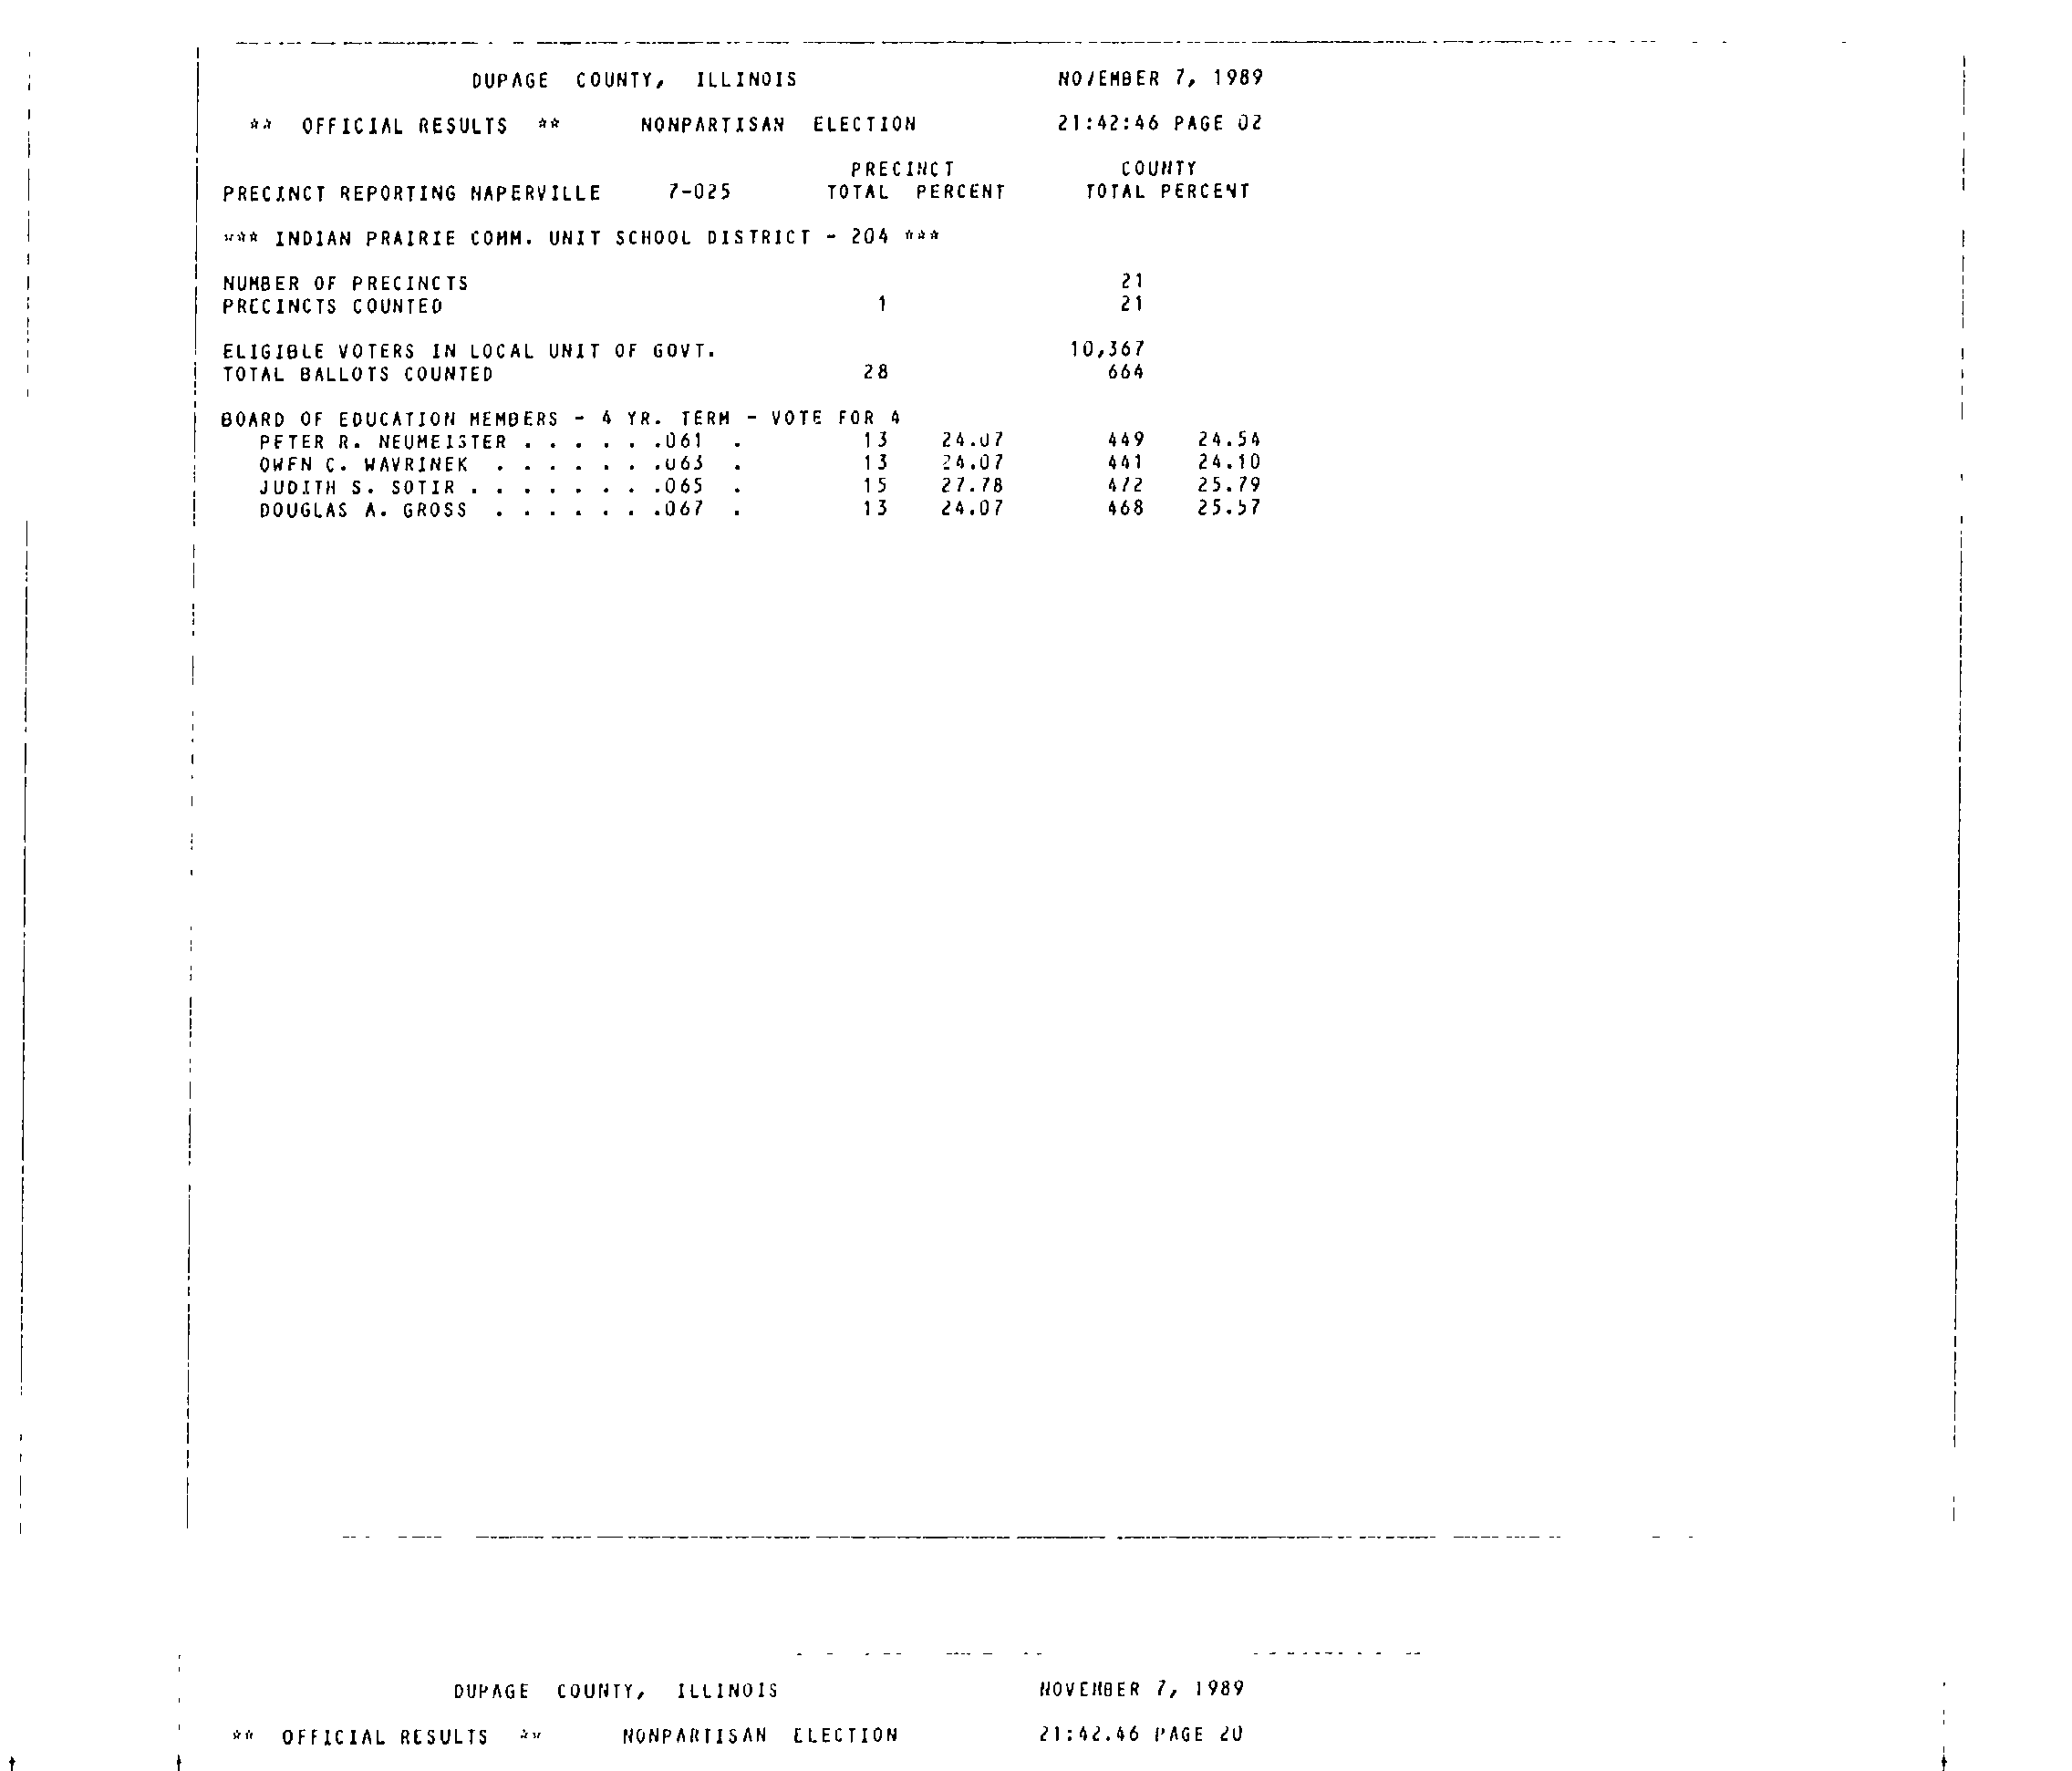 DUPAGE COUNTY, ILLINOIS NOVEMBER 7, 1989
** OFFICIAL RESULTS ** NONPARTISAN ELECTION 21:42:46 PAGE 02
PRECINCT COUNTY
PRECINCT REPORTING NAPERVILLE 7-025 TOTAL PERCENT TOTAL PERCENT
*** INDIAN PRAIRIE COMM. UNIT SCHOOL DISTRICT - 204 ***
NUMBER OF PRECINCTS 21
PRECINCTS COUNTED 1 21
ELIGIBLE VOTERS IN LOCAL UNIT OF GOVT. 10,367
TOTAL BALLOTS COUNTED 28 664
BOARD OF EDUCATION MEMBERS - 4 YR. TERM - VOTE FOR 4
PETER R. NEUMEISTER . . . . . .061 . 13 24.07 449 24.54
OWEN C. WAVRINEK . . . . . . .063 . 13 24.07 441 24.10
JUDITH S. SOTIR . . . . . . . .065 . 15 27.78 472 25.79
DOUGLAS A. GROSS . . . . . . .067 . 13 24.07 468 25.57
DUPAGE COUNTY, ILLINOIS NOVEMBER 7, 1989
** OFFICIAL RESULTS ** NONPARTISAN ELECTION 21:42.46 PAGE 20